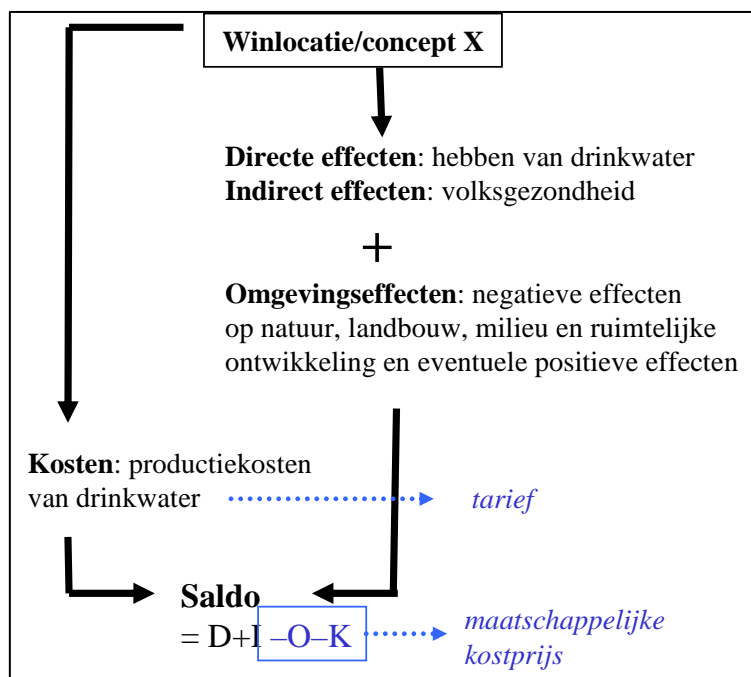 Winlocatie/concept X
Directe effecten: hebben van drinkwater
Indirect effecten: volksgezondheid
+
Omgevingseffecten: negatieve effecten
op natuur, landbouw, milieu en ruimtelijke
ontwikkeling en eventuele positieve effecten
Kosten: productiekosten
van drinkwater
tarief
Saldo
= D+I –O–K
maatschappelijke
kostprijs